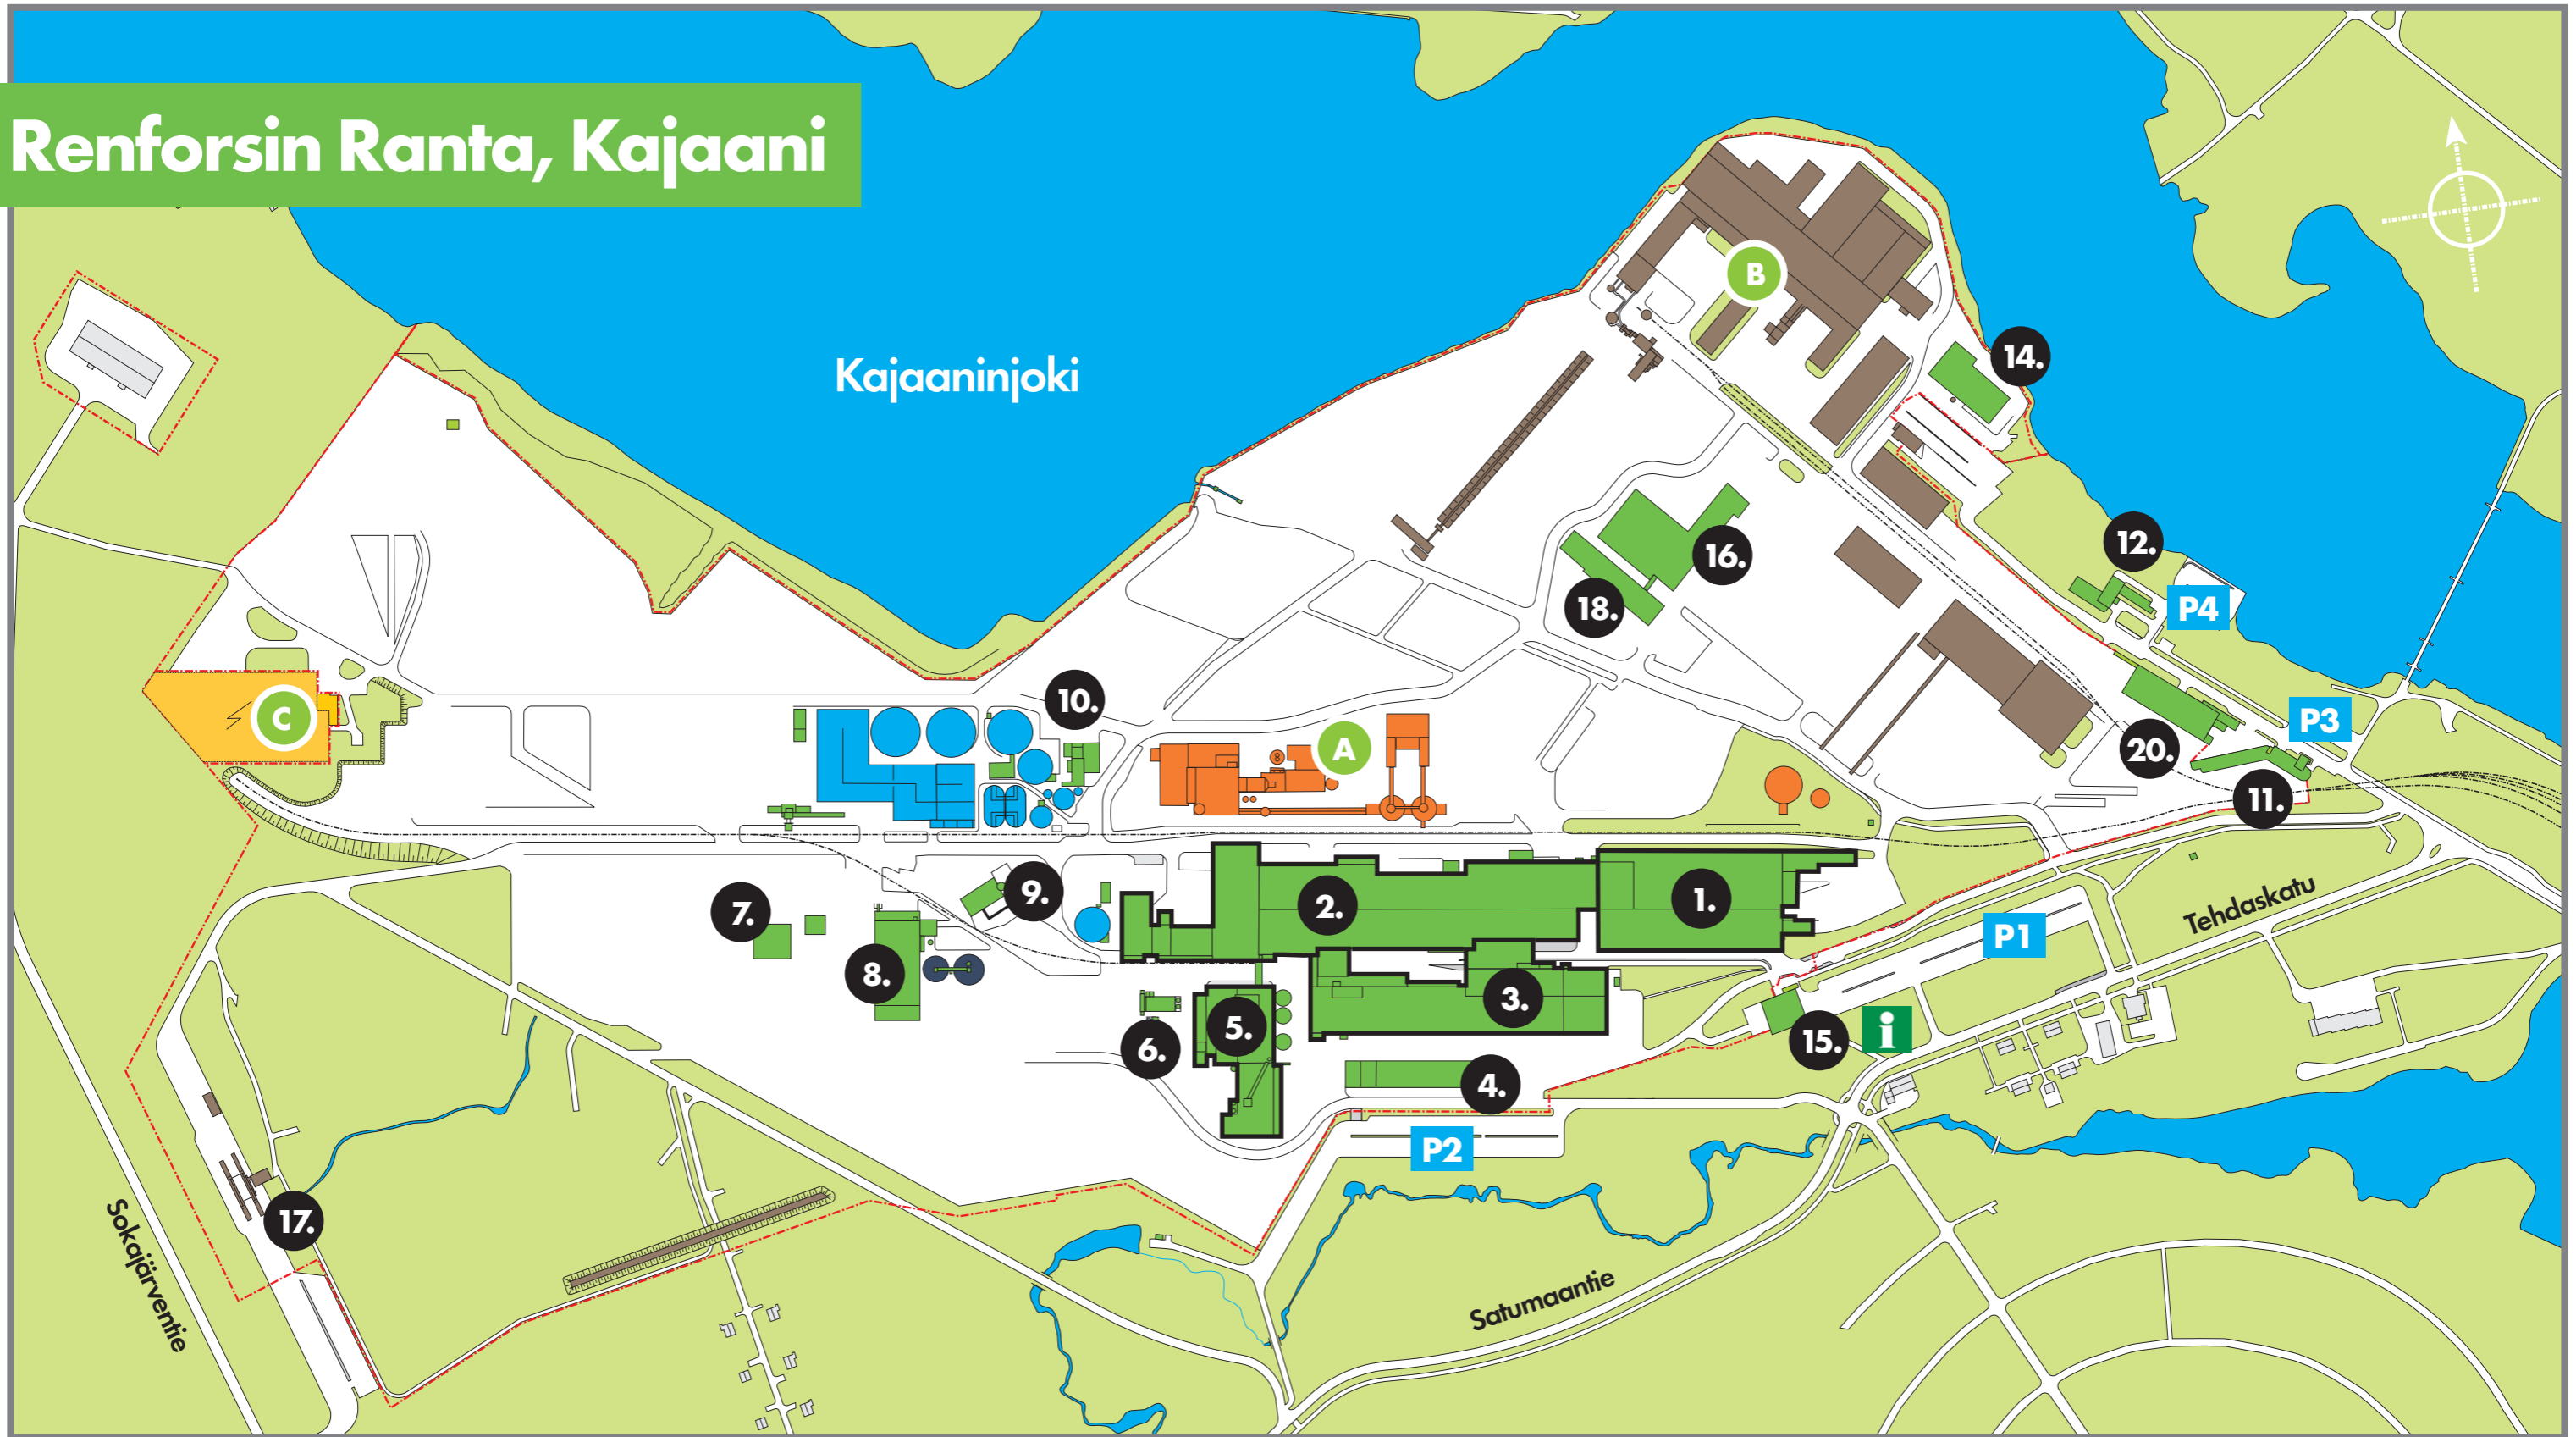 Renforsin Ranta, Kajaani
B
14.
Kajaaninjoki
12.
16.
18.
P4
10.
C
A
P3
20.
11.
9.
2.
1.
7.
Tehdaskatu
P1
8.
3.
5.
6.
15.
i
4.
P2
17.
Sokajärventie
Satumaantie